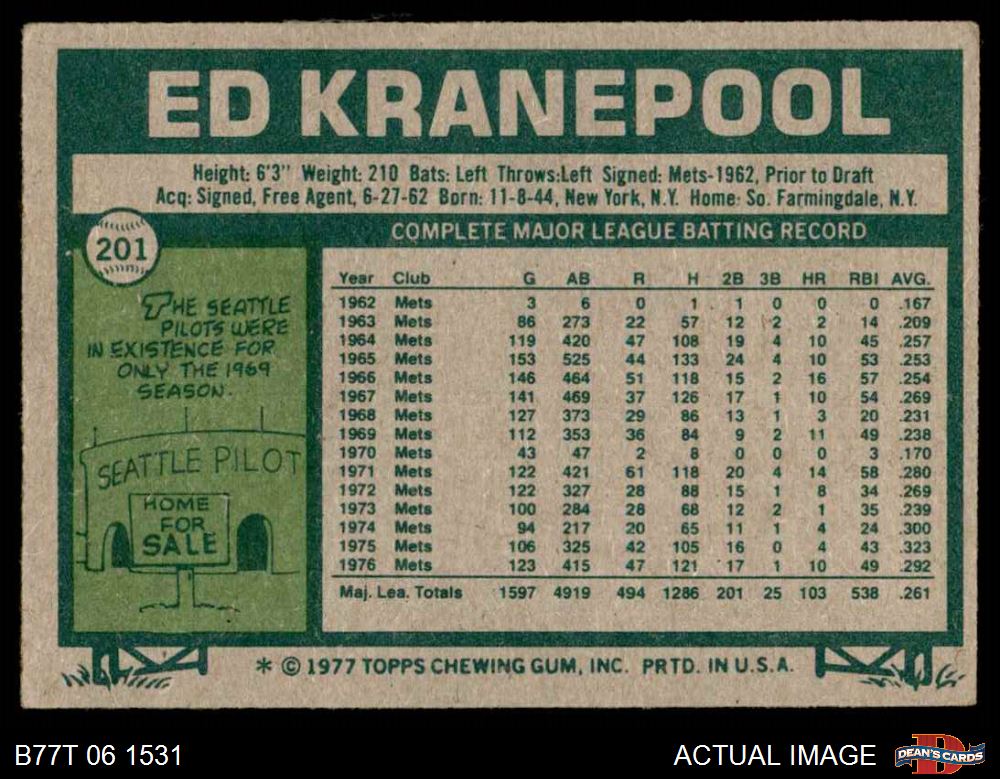 ED KRANEPOOL
Height: 6'3" Weight: 210 Bats: Left Throws:Left Signed: Mets-1962, Prior to Draft
Acq: Signed, Free Agent, 6-27-62 Born: 11-8-44, New York, N.Y. Home: So. Farmingdale, N.Y.
201
THE SEATTLE
PILOTS WERE
IN EXISTENCE FOR
ONLY THE 1969
SEASON.
SEATTLE PILOT
HOME
FOR
SALE
COMPLETE MAJOR LEAGUE BATTING RECORD
Year Club G AB R H 2B 3B HR RBI AVG.
1962 Mets 3 6 0 1 1 0 0 0 .167
1963 Mets 86 273 22 57 12 2 2 14 .209
1964 Mets 119 420 47 108 19 4 10 45 .257
1965 Mets 153 525 44 133 24 4 10 53 .253
1966 Mets 146 464 51 118 15 2 16 57 .254
1967 Mets 141 469 37 126 17 1 10 54 .269
1968 Mets 127 373 29 86 13 1 3 20 .231
1969 Mets 112 353 36 84 9 2 11 49 .238
1970 Mets 43 47 2 8 0 0 0 3 .170
1971 Mets 122 421 61 118 20 4 14 58 .280
1972 Mets 122 327 28 88 15 1 8 34 .269
1973 Mets 100 284 28 68 12 2 1 35 .239
1974 Mets 94 217 20 65 11 1 4 24 .300
1975 Mets 106 325 42 105 16 0 4 43 .323
1976 Mets 123 415 47 121 17 1 10 49 .292
Maj. Lea. Totals 1597 4919 494 1286 201 25 103 538 .261
* © 1977 TOPPS CHEWING GUM, INC. PRTD. IN U.S.A.
B77T 06 1531
ACTUAL IMAGE
D
DEAN'S CARDS